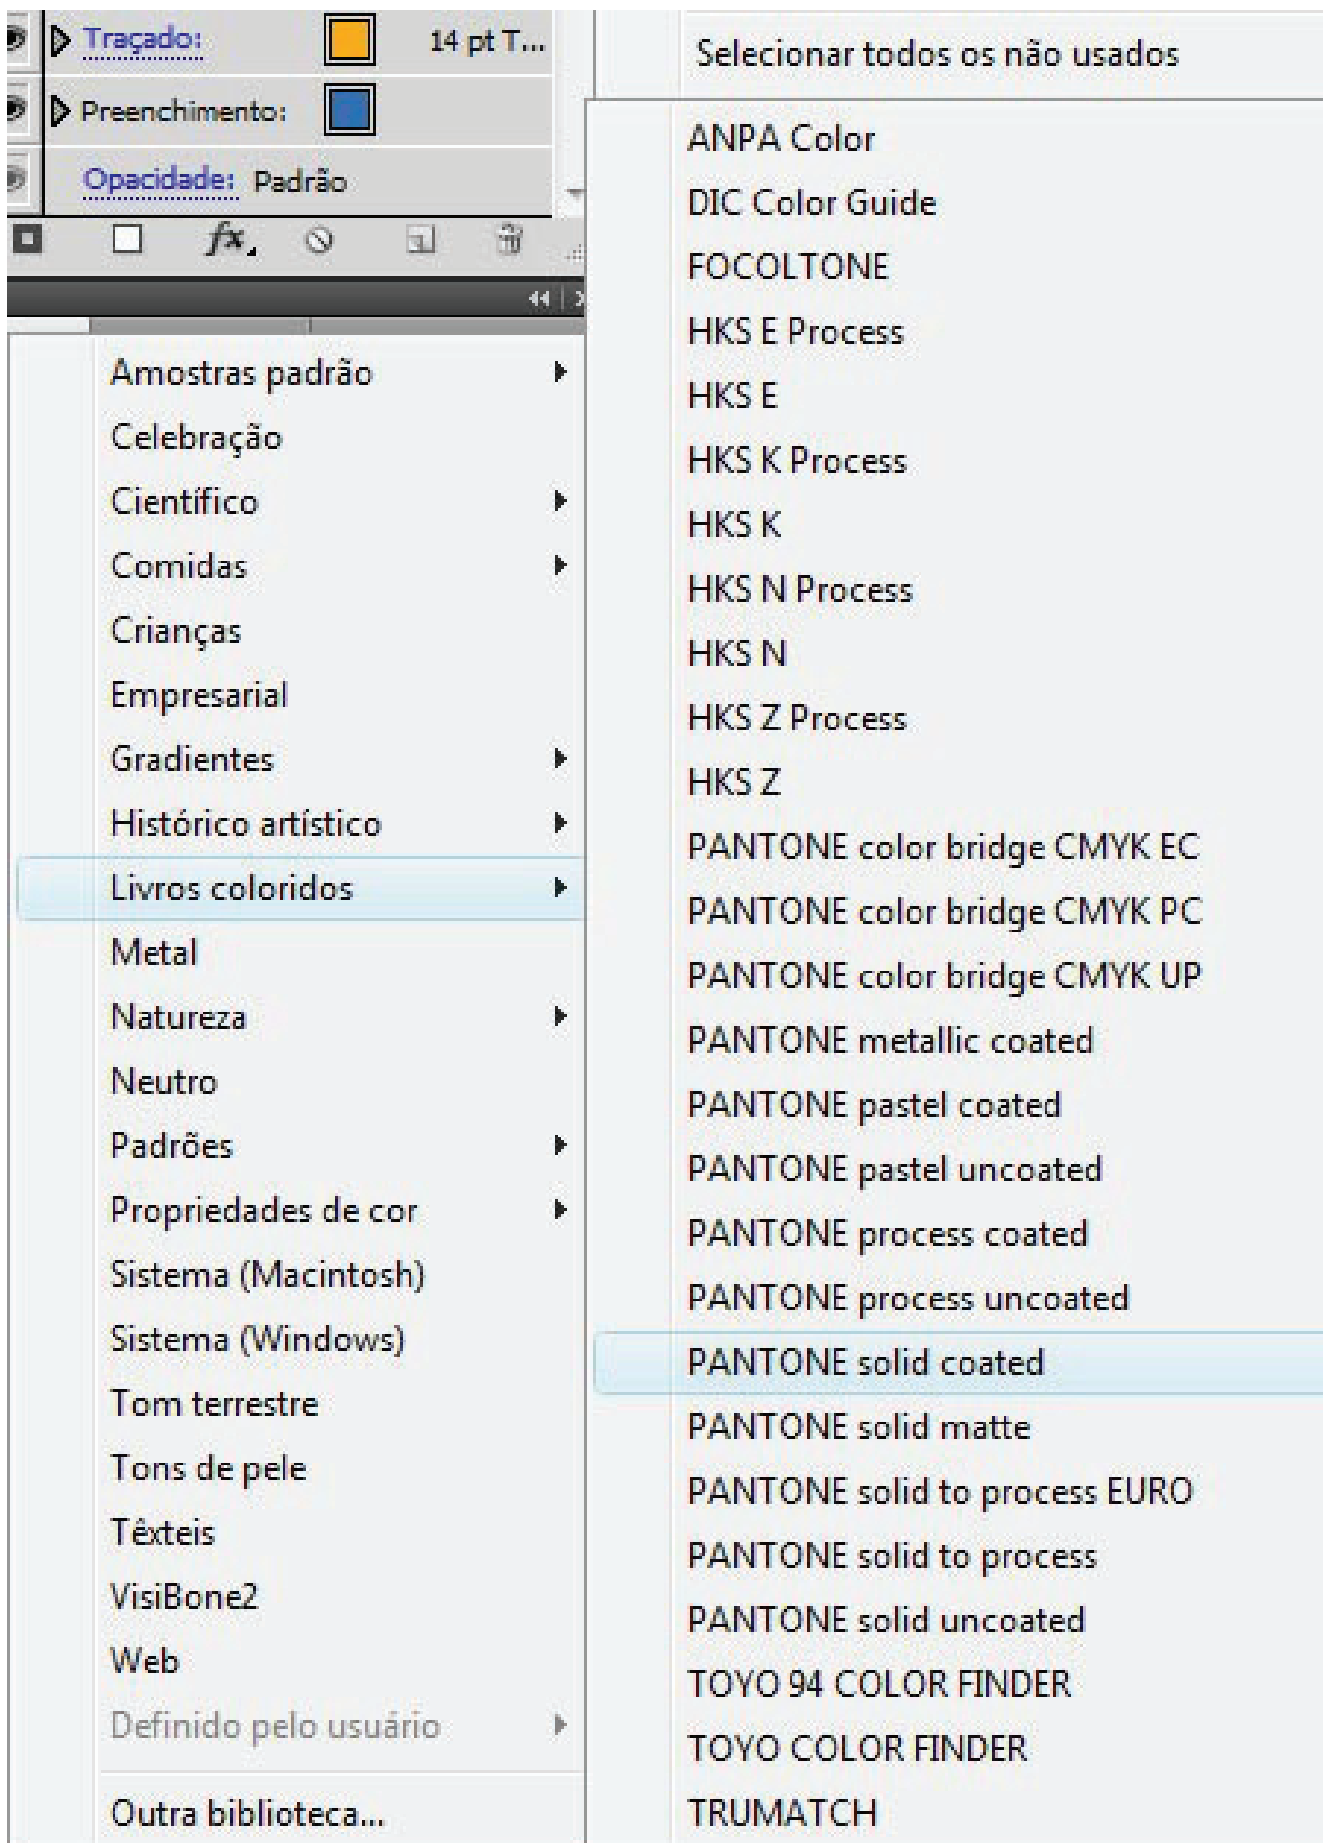 Traçado:
14 pt T...
Preenchimento:
Opacidade: Padrão
fx
Amostras padrão
Celebração
Científico
Comidas
Crianças
Empresarial
Gradientes
Histórico artístico
Livros coloridos
Metal
Natureza
Neutro
Padrões
Propriedades de cor
Sistema (Macintosh)
Sistema (Windows)
Tom terrestre
Tons de pele
Têxteis
VisiBone2
Web
Definido pelo usuário
Outra biblioteca...
Selecionar todos os não usados
ANPA Color
DIC Color Guide
FOCOLTONE
HKS E Process
HKS E
HKS K Process
HKS K
HKS N Process
HKS N
HKS Z Process
HKS Z
PANTONE color bridge CMYK EC
PANTONE color bridge CMYK PC
PANTONE color bridge CMYK UP
PANTONE metallic coated
PANTONE pastel coated
PANTONE pastel uncoated
PANTONE process coated
PANTONE process uncoated
PANTONE solid coated
PANTONE solid matte
PANTONE solid to process EURO
PANTONE solid to process
PANTONE solid uncoated
TOYO 94 COLOR FINDER
TOYO COLOR FINDER
TRUMATCH